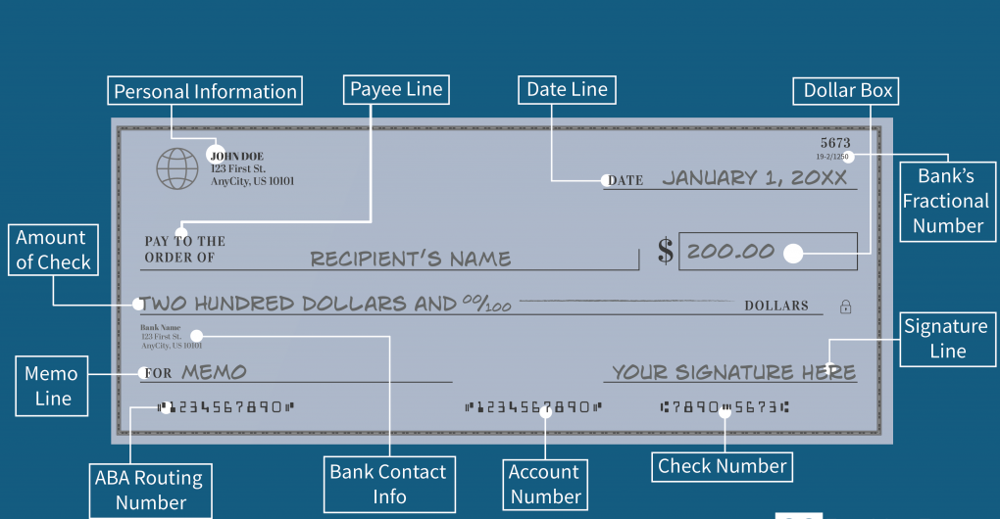 Personal Information
Payee Line
Date Line
Dollar Box
JOHN DOE
123 First St.
AnyCity, US 10101
5673
19-2/1250
DATE JANUARY 1, 20XX
Bank's
Fractional
Number
Amount
of Check
PAY TO THE
ORDER OF RECIPIENT'S NAME
$ 200.00
TWO HUNDRED DOLLARS AND 00/100 DOLLARS
Bank Name
123 First St.
AnyCity, US 10101
Signature
Line
Memo
Line
FOR MEMO
YOUR SIGNATURE HERE
⑈1234567890⑈ ⑈1234567890⑈ ⑆7890⑈5673⑆
ABA Routing
Number
Bank Contact
Info
Account
Number
Check Number